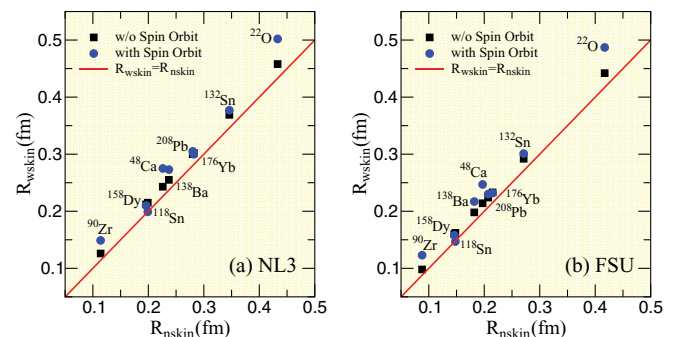 0.5
0.4
0.3
0.2
0.1
R_wskin(fm)
w/o Spin Orbit
with Spin Orbit
R_wskin=R_nskin
²²O
¹³²Sn
²⁰⁸Pb
⁴⁸Ca
¹⁷⁶Yb
¹⁵⁸Dy
¹³⁸Ba
¹¹⁸Sn
⁹⁰Zr
(a) NL3
0.1 0.2 0.3 0.4 0.5
R_nskin(fm)
0.5
0.4
0.3
0.2
0.1
R_wskin(fm)
w/o Spin Orbit
with Spin Orbit
R_wskin=R_nskin
²²O
¹³²Sn
⁴⁸Ca
¹³⁸Ba
¹⁷⁶Yb
²⁰⁸Pb
¹⁵⁸Dy
⁹⁰Zr
¹¹⁸Sn
(b) FSU
0.1 0.2 0.3 0.4 0.5
R_nskin(fm)